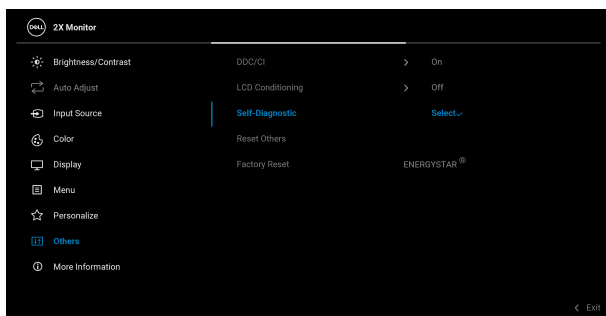 DELL 2X Monitor
Brightness/Contrast DDC/CI > On
Auto Adjust LCD Conditioning > Off
Input Source Self-Diagnostic Select✓
Color Reset Others
Display Factory Reset ENERGYSTAR ®
Menu
Personalize
Others
More Information
< Exit